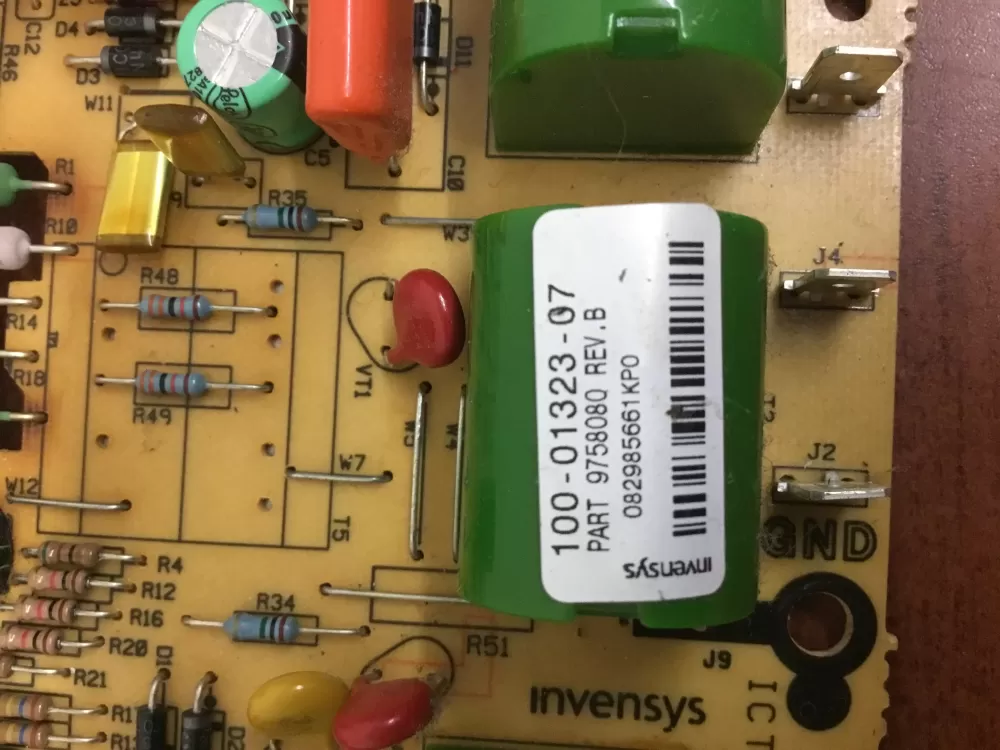 C12
D4
D3
R46
W11
D11
C5
C10
R1
R10
R35
W3
J4
R48
R14
VT1
R18
R49
W4
J2
W12
W7
T5
GND
100-01323-07
PART 9758080 REV.B
082985661KP0
invensys
R4
R12
R16
R34
R20
R51
J9
R21
D1
invensys